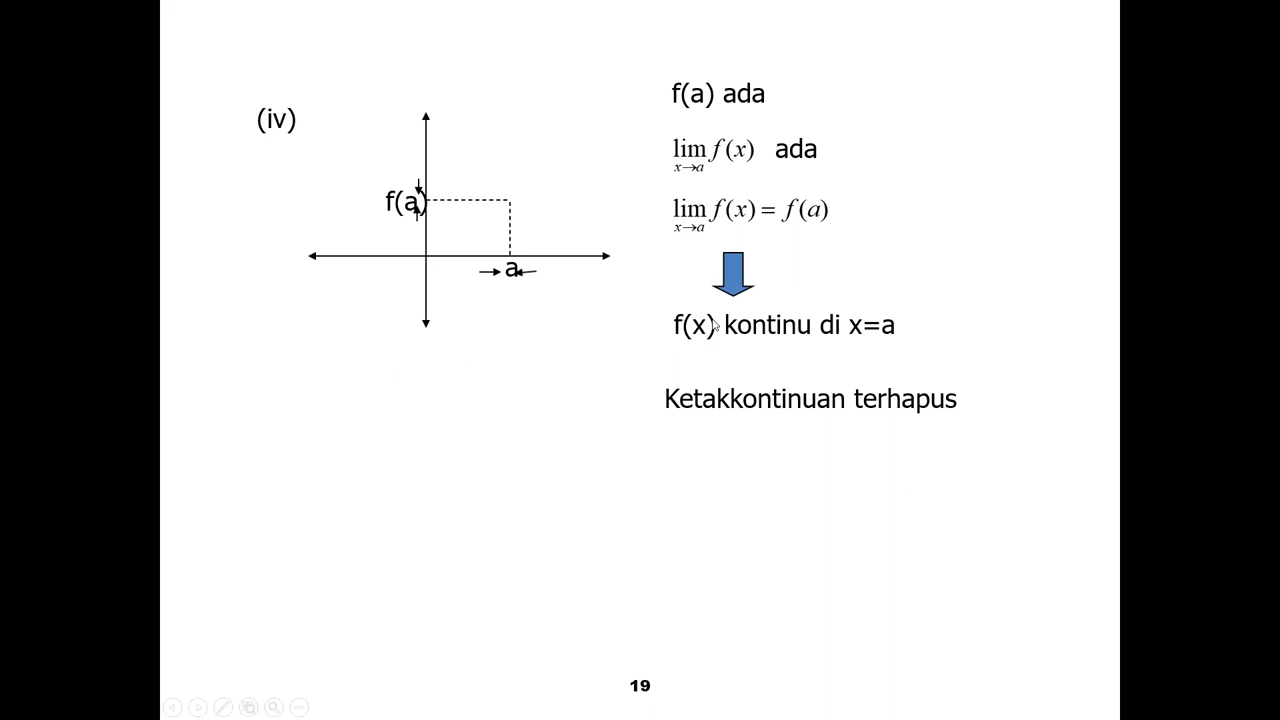 (iv)
f(a)
a
f(a) ada
lim f(x) ada
x→a
lim f(x) = f(a)
x→a
f(x) kontinu di x=a
Ketakkontinuan terhapus
19